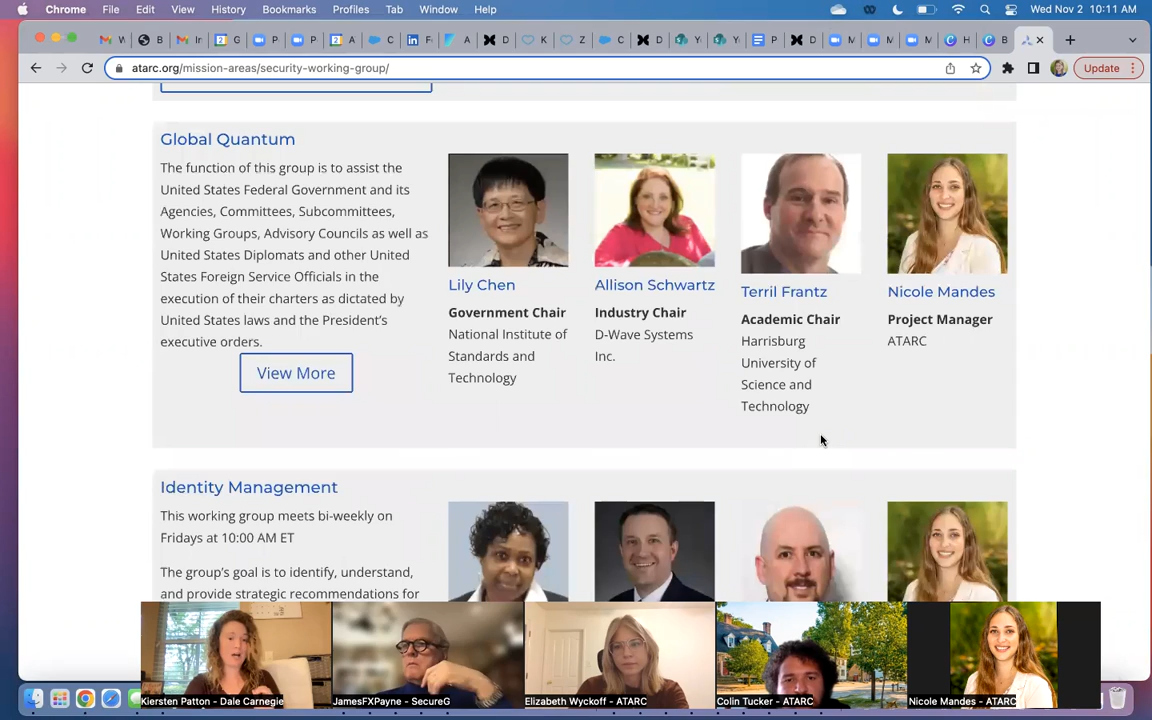 Chrome File Edit View History Bookmarks Profiles Tab Window Help Wed Nov 2 10:11 AM
atarc.org/mission-areas/security-working-group/ Update
Global Quantum
The function of this group is to assist the
United States Federal Government and its
Agencies, Committees, Subcommittees,
Working Groups, Advisory Councils as well as
United States Diplomats and other United
States Foreign Service Officials in the
execution of their charters as dictated by
United States laws and the President's
executive orders.
View More
Lily Chen
Government Chair
National Institute of
Standards and
Technology
Allison Schwartz
Industry Chair
D-Wave Systems
Inc.
Terril Frantz
Academic Chair
Harrisburg
University of
Science and
Technology
Nicole Mandes
Project Manager
ATARC
Identity Management
This working group meets bi-weekly on
Fridays at 10:00 AM ET
The group's goal is to identify, understand,
and provide strategic recommendations for
Kiersten Patton - Dale Carnegie
JamesFXPayne - SecureG
Elizabeth Wyckoff - ATARC
Colin Tucker - ATARC
Nicole Mandes - ATARC